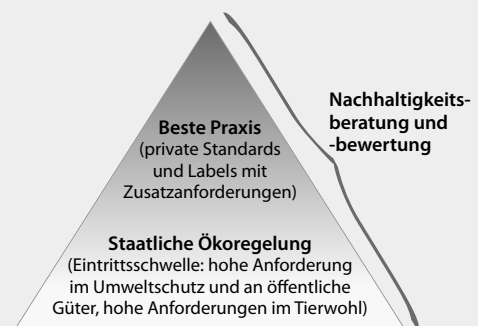 Beste Praxis
(private Standards
und Labels mit
Zusatzanforderungen)
Staatliche Ökoregelung
(Eintrittsschwelle: hohe Anforderung
im Umweltschutz und an öffentliche
Güter, hohe Anforderungen im Tierwohl)
Nachhaltigkeits-
beratung und
-bewertung